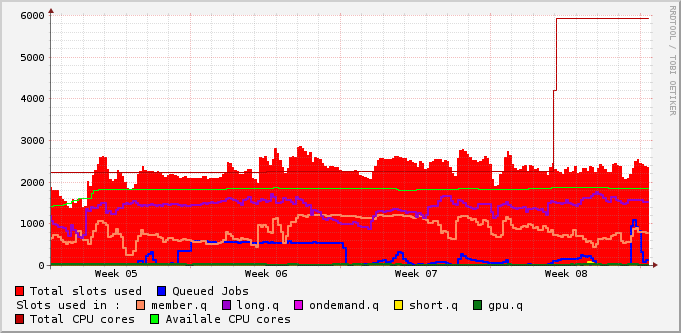 RRDTOOL / TOBI OETIKER
6000
5000
4000
3000
2000
1000
0
Week 05 Week 06 Week 07 Week 08
Total slots used Queued Jobs
Slots used in : member.q long.q ondemand.q short.q gpu.q
Total CPU cores Availale CPU cores